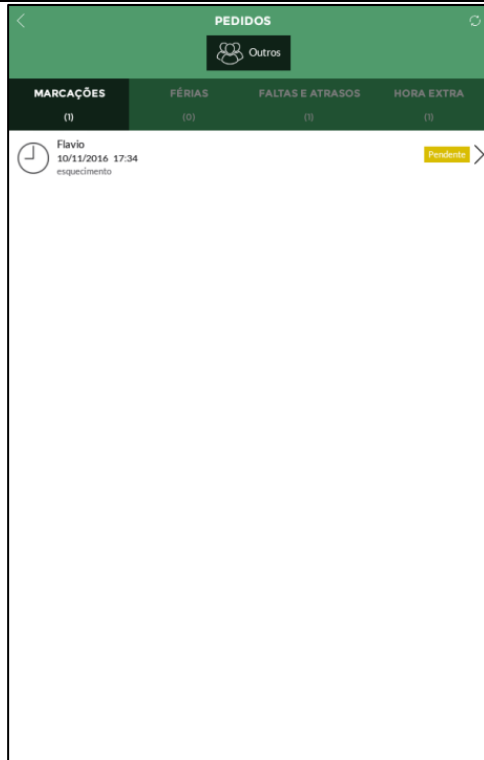 PEDIDOS
Outros
MARCAÇÕES FÉRIAS FALTAS E ATRASOS HORA EXTRA
(1) (0) (1) (1)
Flavio
10/11/2016 17:34
esquecimento
Pendente